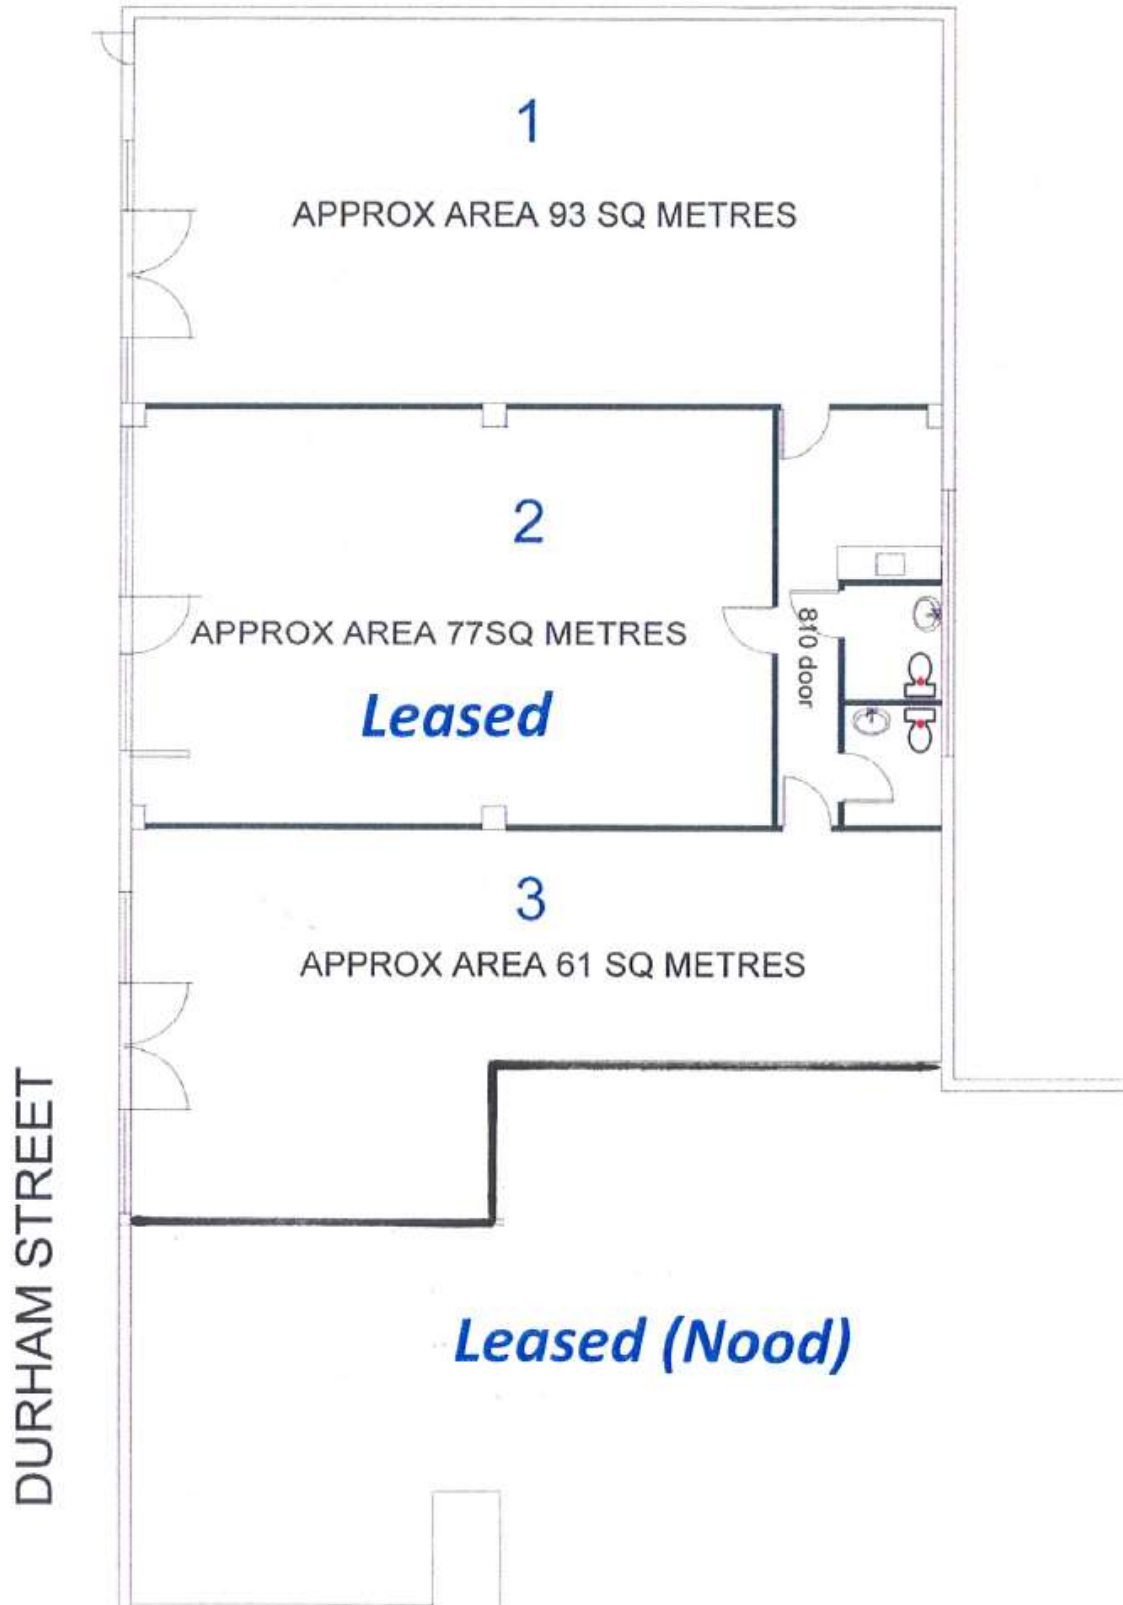 1
APPROX AREA 93 SQ METRES
2
APPROX AREA 77SQ METRES
Leased
810 door
3
APPROX AREA 61 SQ METRES
DURHAM STREET
Leased (Nood)